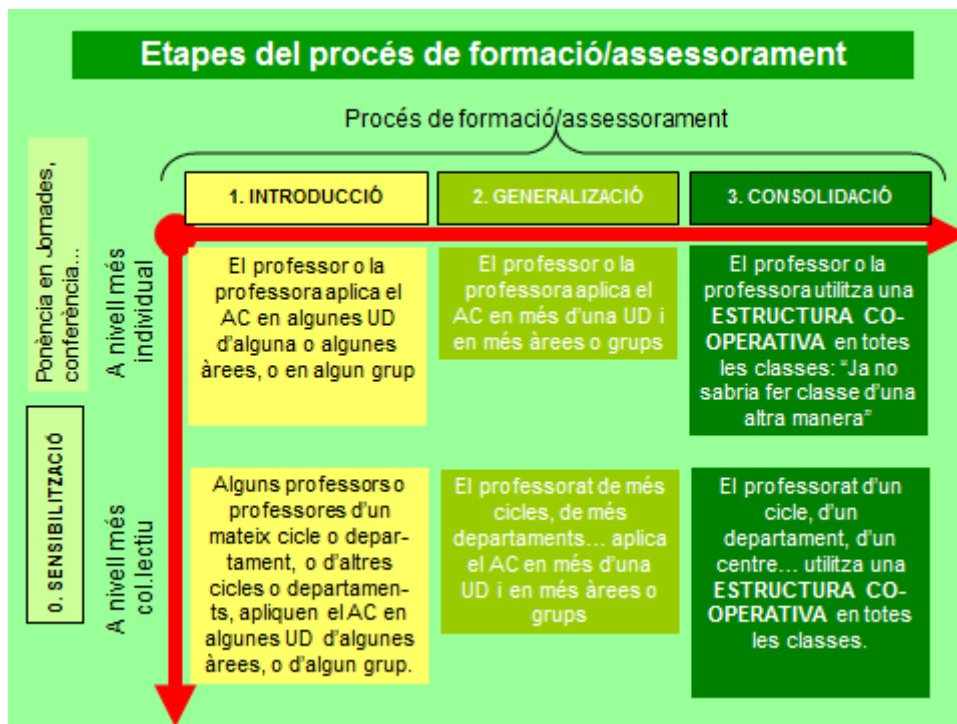 Etapes del procés de formació/assessorament
Procés de formació/assessorament
Ponència en Jornades,
conferència...
0. SENSIBILITZACIÓ
1. INTRODUCCIÓ
2. GENERALIZACIÓ
3. CONSOLIDACIÓ
A nivell més
individual
El professor o la
professora aplica el
AC en algunes UD
d'alguna o algunes
àrees, o en algun grup
El professor o la
professora aplica el
AC en més d'una UD i
en més àrees o grups
El professor o la
professora utilitza una
ESTRUCTURA CO-
OPERATIVA en totes
les classes: "Ja no
sabria fer classe d'una
altra manera"
A nivell més
col.lectiu
Alguns professors o
professores d'un
mateix cicle o depar-
tament, o d'altres
cicles o departamen-
ts, apliquen el AC en
algunes UD d'algunes
àrees, o d'algun grup.
El professorat de més
cicles, de més
departaments... aplica
el AC en més d'una
UD i en més àrees o
grups
El professorat d'un
cicle, d'un
departament, d'un
centre... utilitza una
ESTRUCTURA CO-
OPERATIVA en totes
les classes.